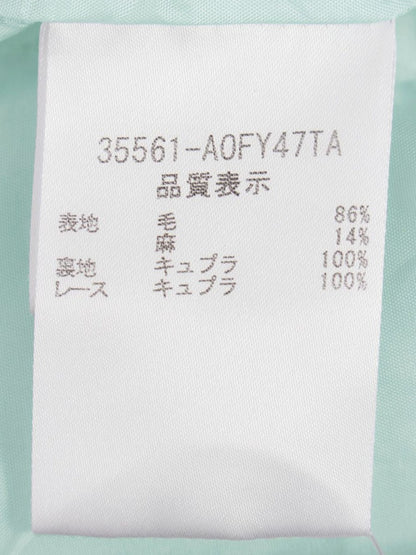 35561-A0FY47TA
品質表示
表地 毛 86%
麻 14%
裏地 キュプラ 100%
レース キュプラ 100%